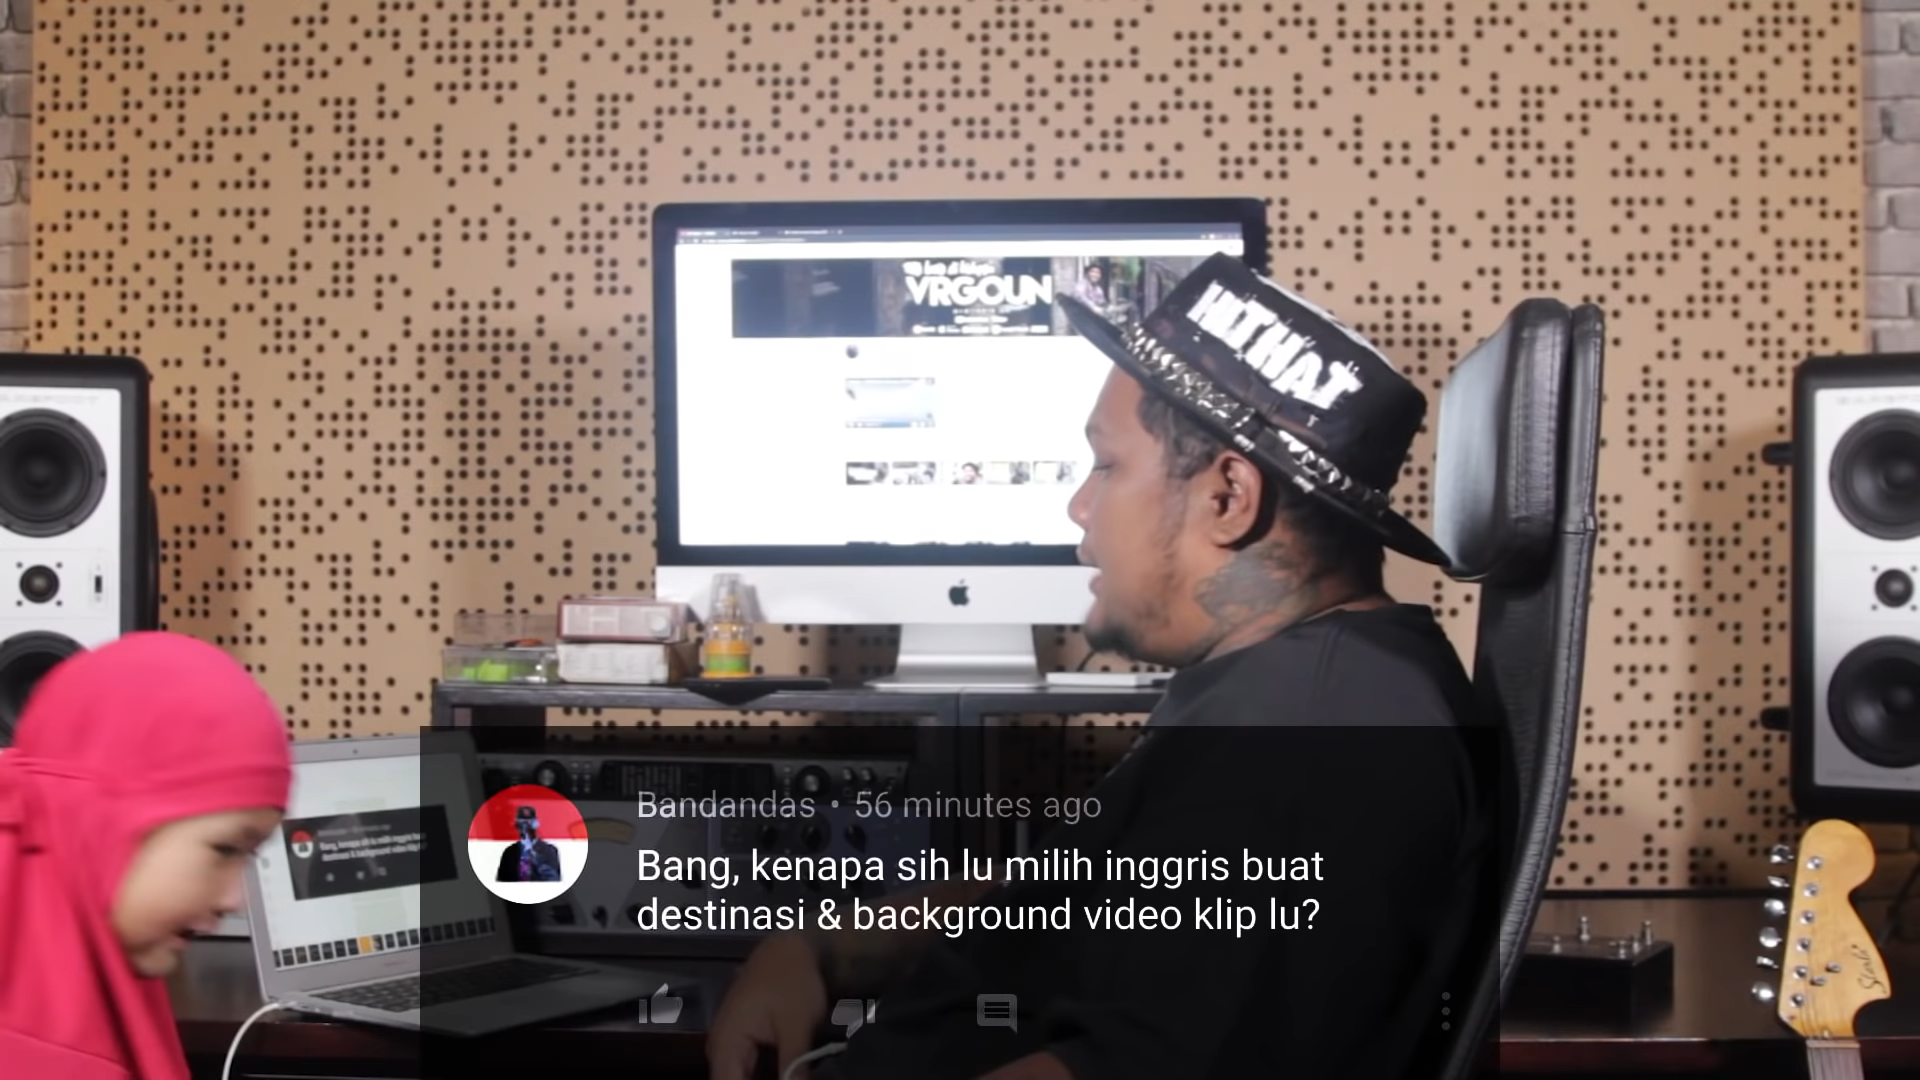 VRGOUN
HITHAT
Bandandas • 56 minutes ago
Bang, kenapa sih lu milih inggris buat
destinasi & background video klip lu?